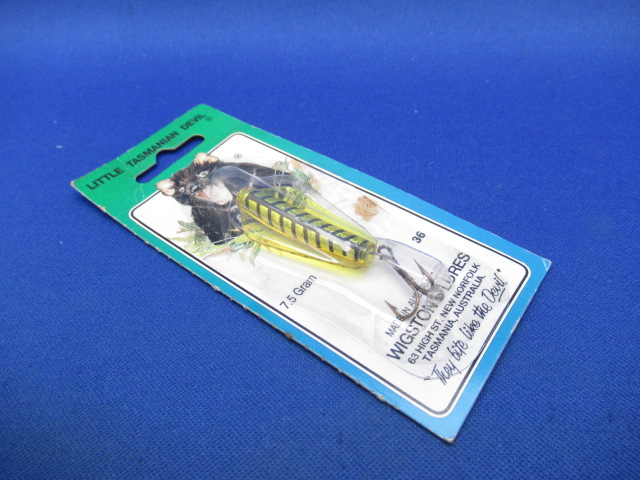 LITTLE TASMANIAN DEVIL®
®
7.5 Grain
36
WIGSTON'S LURES
63 HIGH ST. NEW NORFOLK
TASMANIA, AUSTRALIA.
"They bite like the Devil"